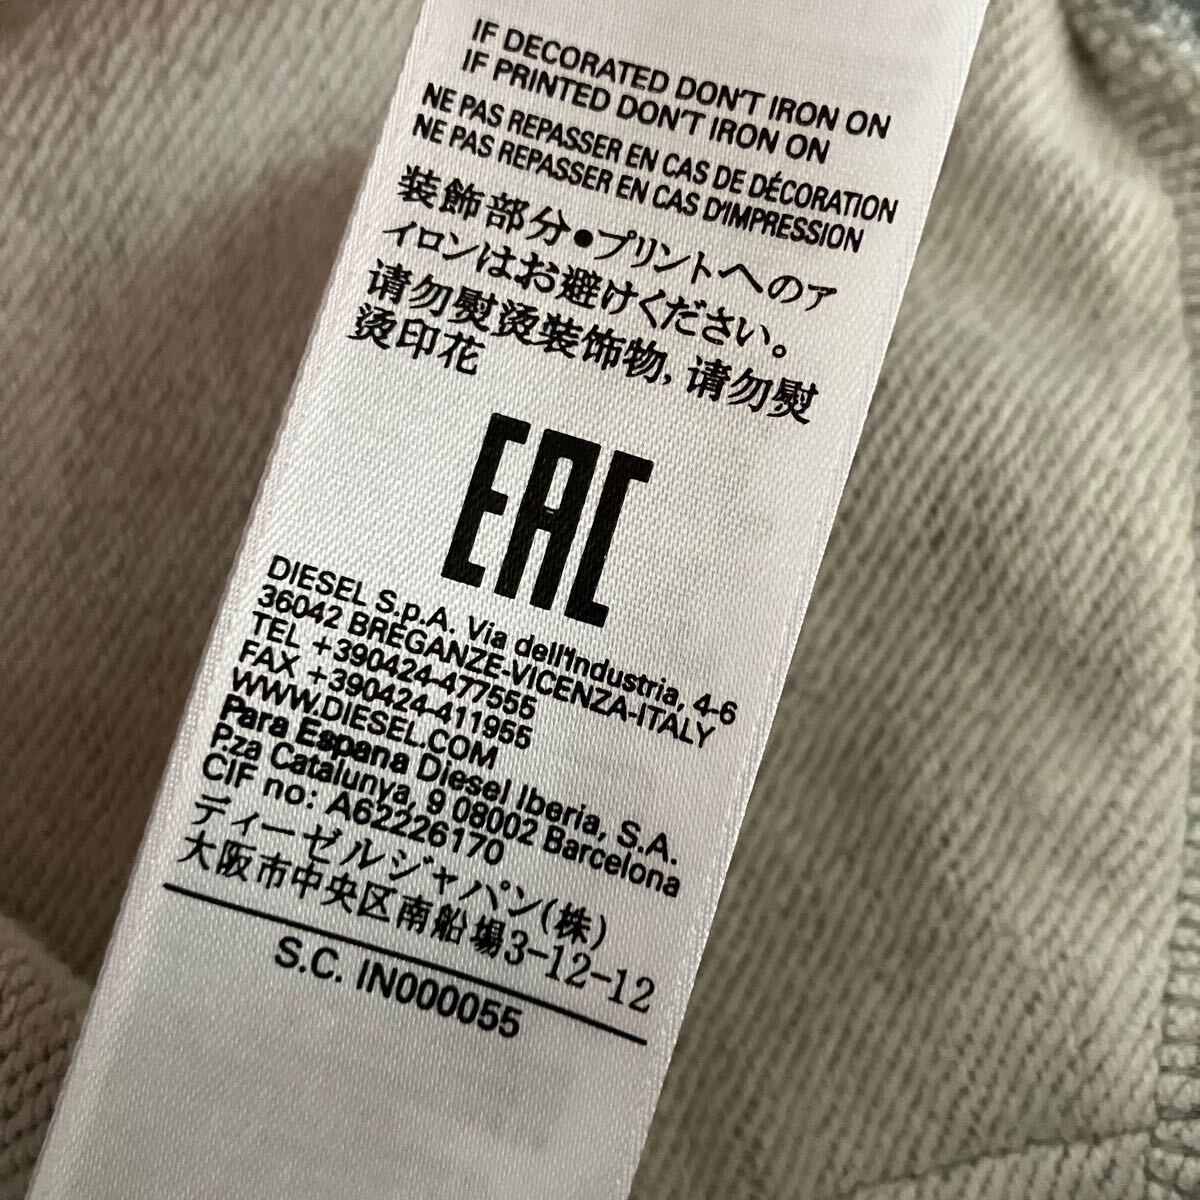 IF DECORATED DON'T IRON ON
IF PRINTED DON'T IRON ON
NE PAS REPASSER EN CAS DE DÉCORATION
NE PAS REPASSER EN CAS D'IMPRESSION
装飾部分●プリントへのア
イロンはお避けください。
请勿熨烫装饰物, 请勿熨
烫印花
EAC
DIESEL S.p.A. Via dell'Industria, 4-6
36042 BREGANZE-VICENZA-ITALY
TEL +390424-477555
FAX +390424-411955
WWW.DIESEL.COM
Para Espana Diesel Iberia, S.A.
P.za Catalunya, 9 08002 Barcelona
CIF no: A62226170
ディーゼルジャパン(株)
大阪市中央区南船場3-12-12
S.C. IN000055